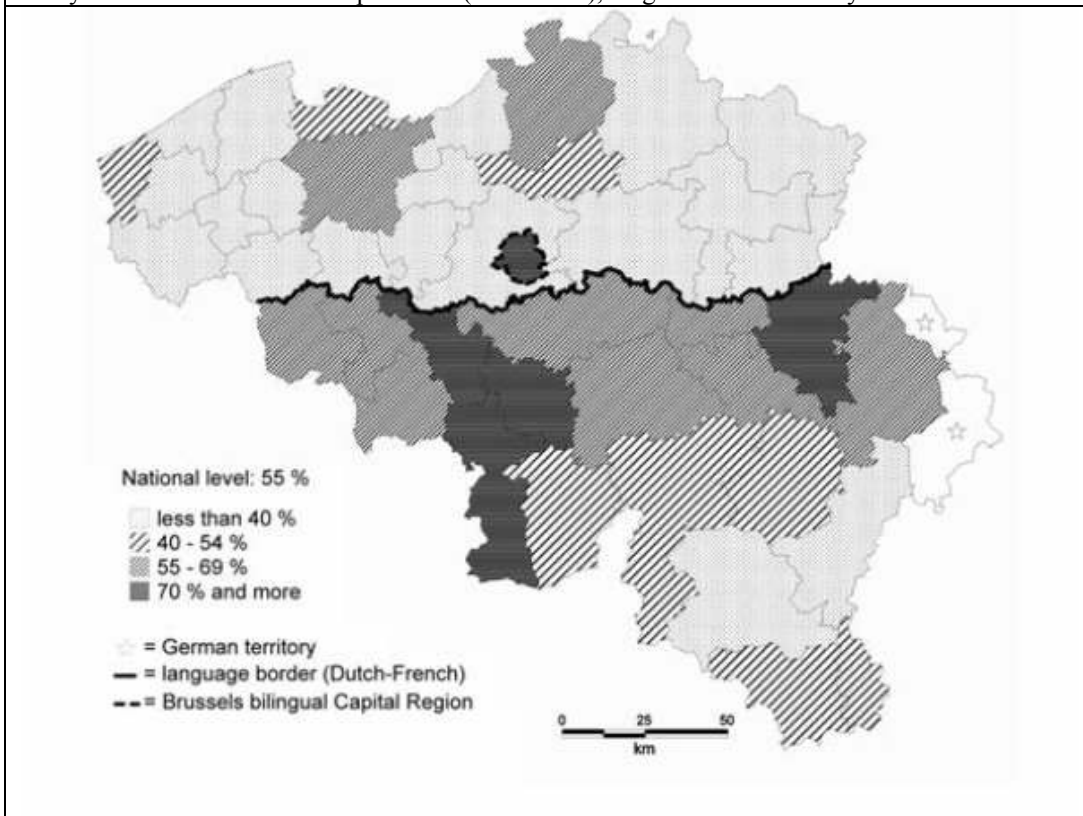 National level: 55 %
less than 40 %
40 - 54 %
55 - 69 %
70 % and more
= German territory
= language border (Dutch-French)
= Brussels bilingual Capital Region
0 25 50
km